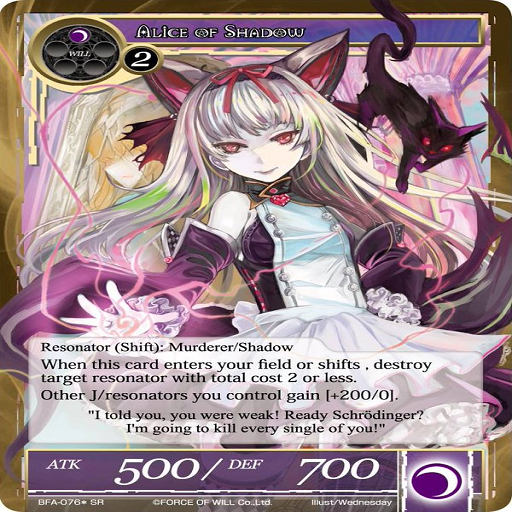 ALICE OF SHADOW
WILL
2
Resonator (Shift): Murderer/Shadow
When this card enters your field or shifts , destroy
target resonator with total cost 2 or less.
Other J/resonators you control gain [+200/0].
"I told you, you were weak! Ready Schrödinger?
I'm going to kill every single of you!"
ATK 500/ DEF 700
BFA-076* SR ©FORCE OF WILL Co.,Ltd. Illust/Wednesday